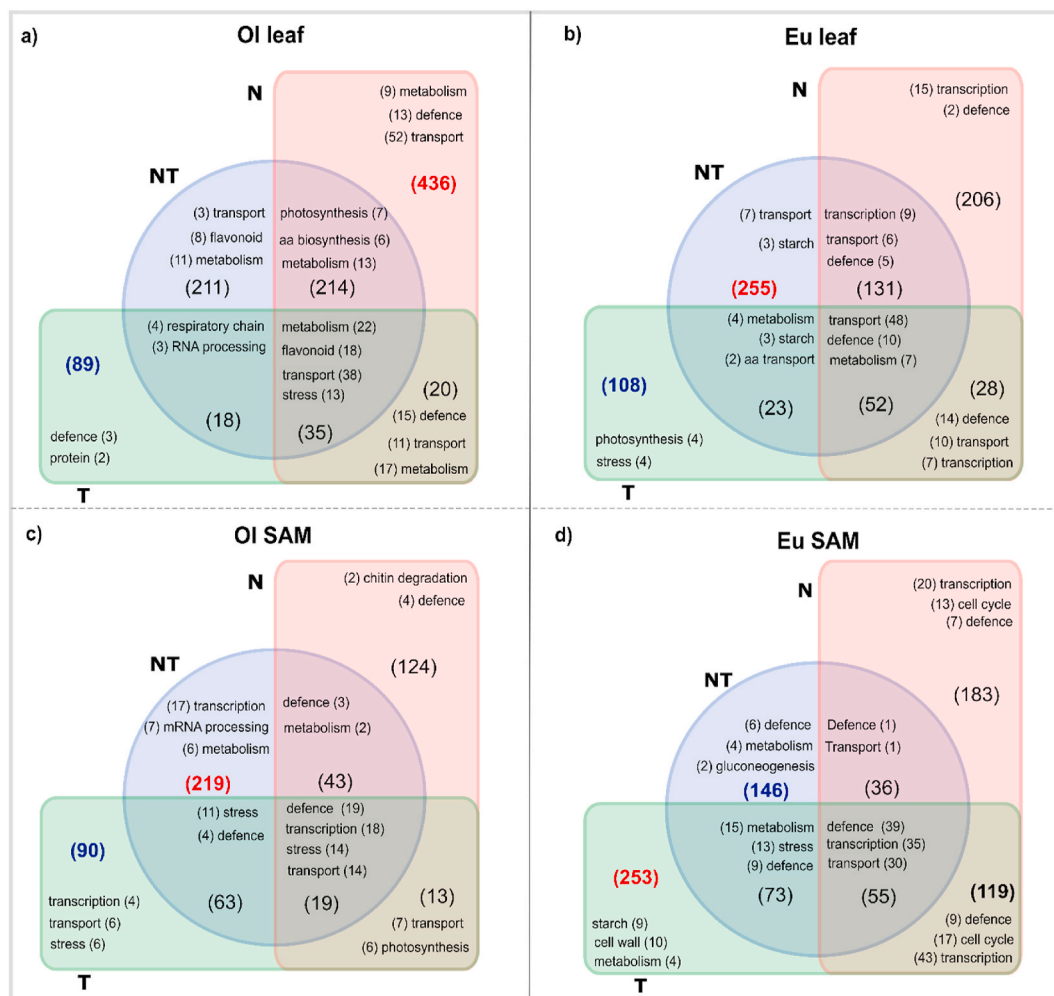 a)
Ol leaf
N
(9) metabolism
(13) defence
(52) transport
(436)
NT
(3) transport
photosynthesis (7)
(8) flavonoid
aa biosynthesis (6)
(11) metabolism
metabolism (13)
(211)
(214)
(4) respiratory chain
metabolism (22)
(3) RNA processing
flavonoid (18)
transport (38)
stress (13)
(89)
(20)
(18)
(35)
(15) defence
defence (3)
(11) transport
protein (2)
(17) metabolism
T
b)
Eu leaf
N
(15) transcription
(2) defence
(206)
NT
(7) transport
transcription (9)
(3) starch
transport (6)
defence (5)
(255)
(131)
(4) metabolism
transport (48)
(3) starch
defence (10)
(2) aa transport
metabolism (7)
(108)
(28)
(23)
(52)
(14) defence
photosynthesis (4)
(10) transport
stress (4)
(7) transcription
T
c)
Ol SAM
N
(2) chitin degradation
(4) defence
(124)
NT
(17) transcription
defence (3)
(7) mRNA processing
metabolism (2)
(6) metabolism
(219)
(43)
(11) stress
defence (19)
(4) defence
transcription (18)
stress (14)
transport (14)
(90)
(13)
(63)
(19)
transcription (4)
transport (6)
stress (6)
(7) transport
(6) photosynthesis
T
d)
Eu SAM
N
(20) transcription
(13) cell cycle
(7) defence
(183)
NT
(6) defence
Defence (1)
(4) metabolism
Transport (1)
(2) gluconeogenesis
(146)
(36)
(15) metabolism
defence (39)
(13) stress
transcription (35)
(9) defence
transport (30)
(253)
(119)
(73)
(55)
starch (9)
cell wall (10)
metabolism (4)
(9) defence
(17) cell cycle
(43) transcription
T